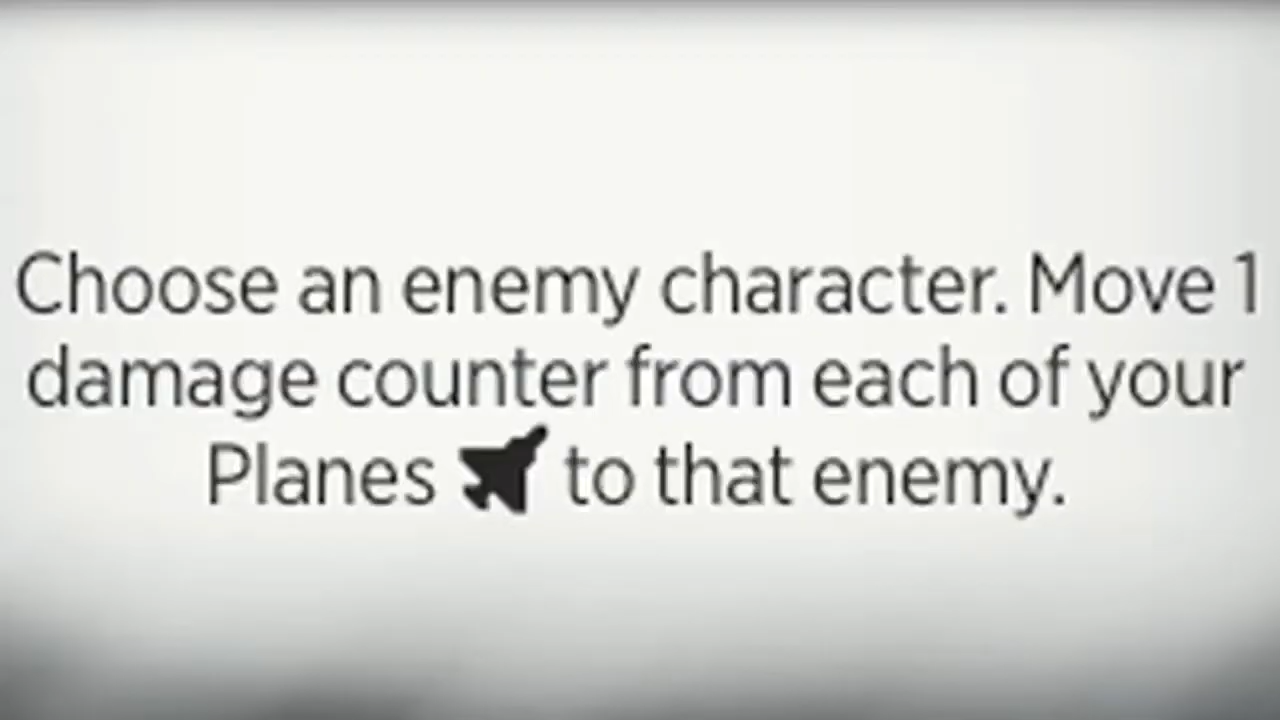 Choose an enemy character. Move 1
damage counter from each of your
Planes to that enemy.